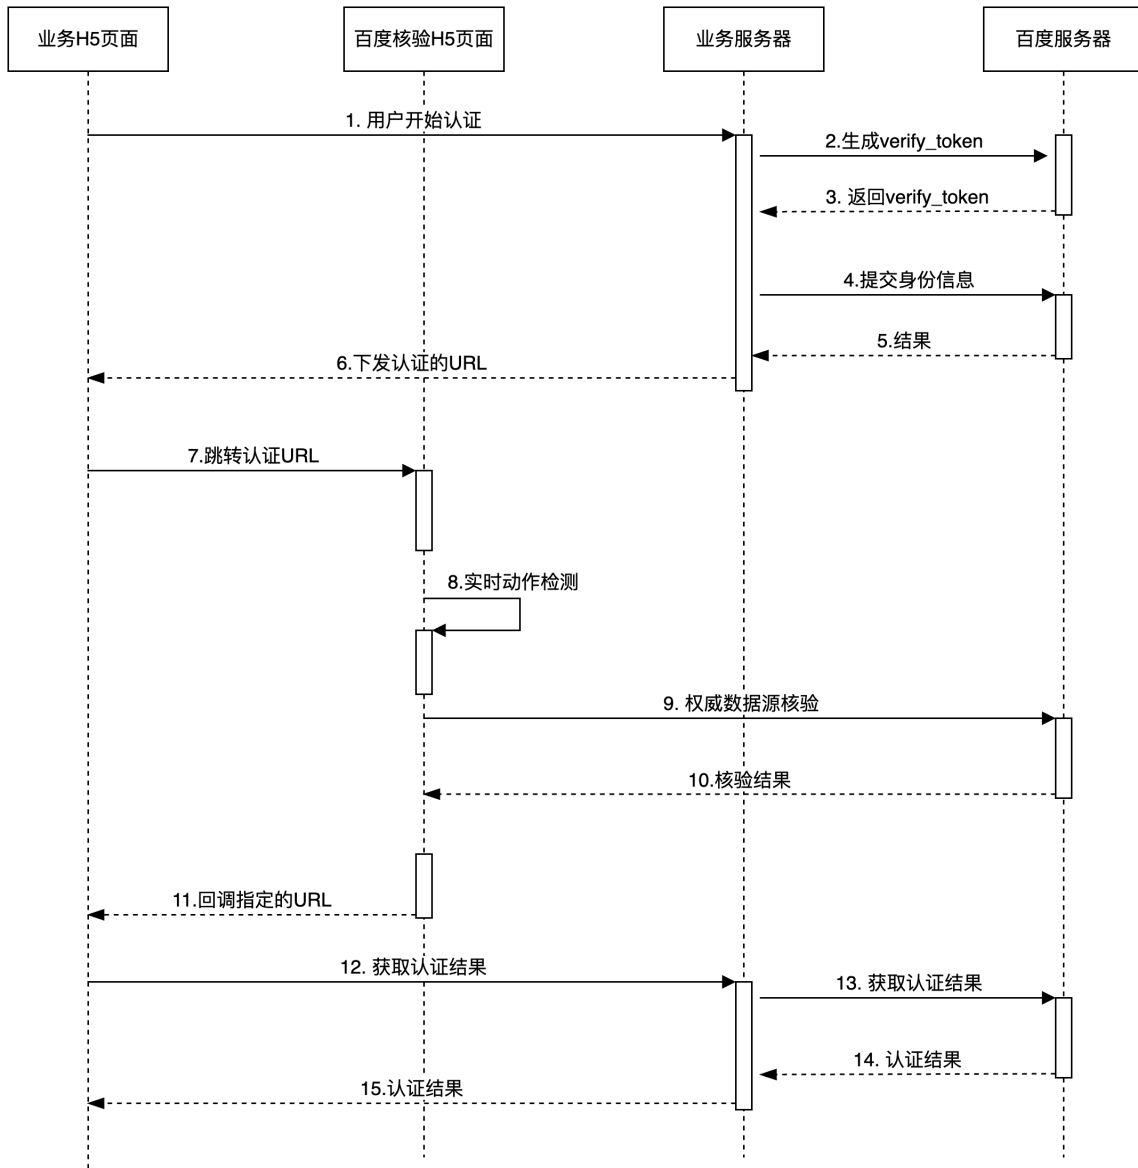 业务H5页面
百度核验H5页面
业务服务器
百度服务器
1. 用户开始认证
2.生成verify_token
3. 返回verify_token
4.提交身份信息
5.结果
6.下发认证的URL
7.跳转认证URL
8.实时动作检测
9. 权威数据源核验
10.核验结果
11.回调指定的URL
12. 获取认证结果
13. 获取认证结果
14. 认证结果
15.认证结果